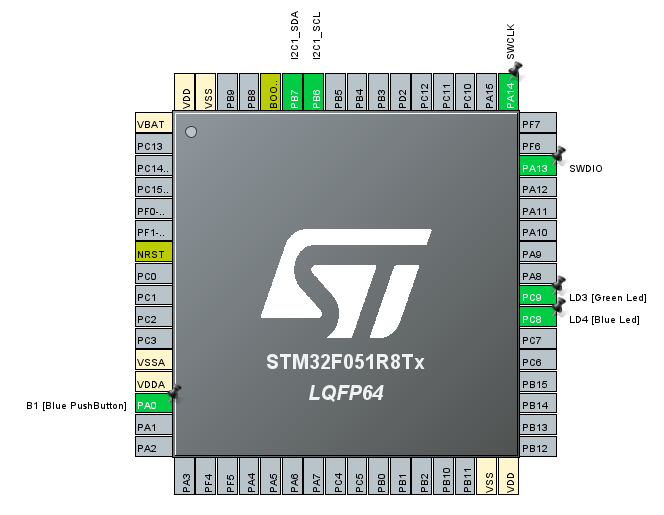 I2C1_SDA
I2C1_SCL
SWCLK
VDD
VSS
PB9
PB8
BOO..
PB7
PB6
PB5
PB4
PB3
PD2
PC12
PC11
PC10
PA15
PA14
VBAT
PC13
PC14..
PC15..
PF0-..
PF1-..
NRST
PC0
PC1
PC2
PC3
VSSA
VDDA
B1 [Blue PushButton]
PA0
PA1
PA2
STM32F051R8Tx
LQFP64
PF7
PF6
PA13
SWDIO
PA12
PA11
PA10
PA9
PA8
PC9
LD3 [Green Led]
PC8
LD4 [Blue Led]
PC7
PC6
PB15
PB14
PB13
PB12
PA3
PF4
PF5
PA4
PA5
PA6
PA7
PC4
PC5
PB0
PB1
PB2
PB10
PB11
VSS
VDD